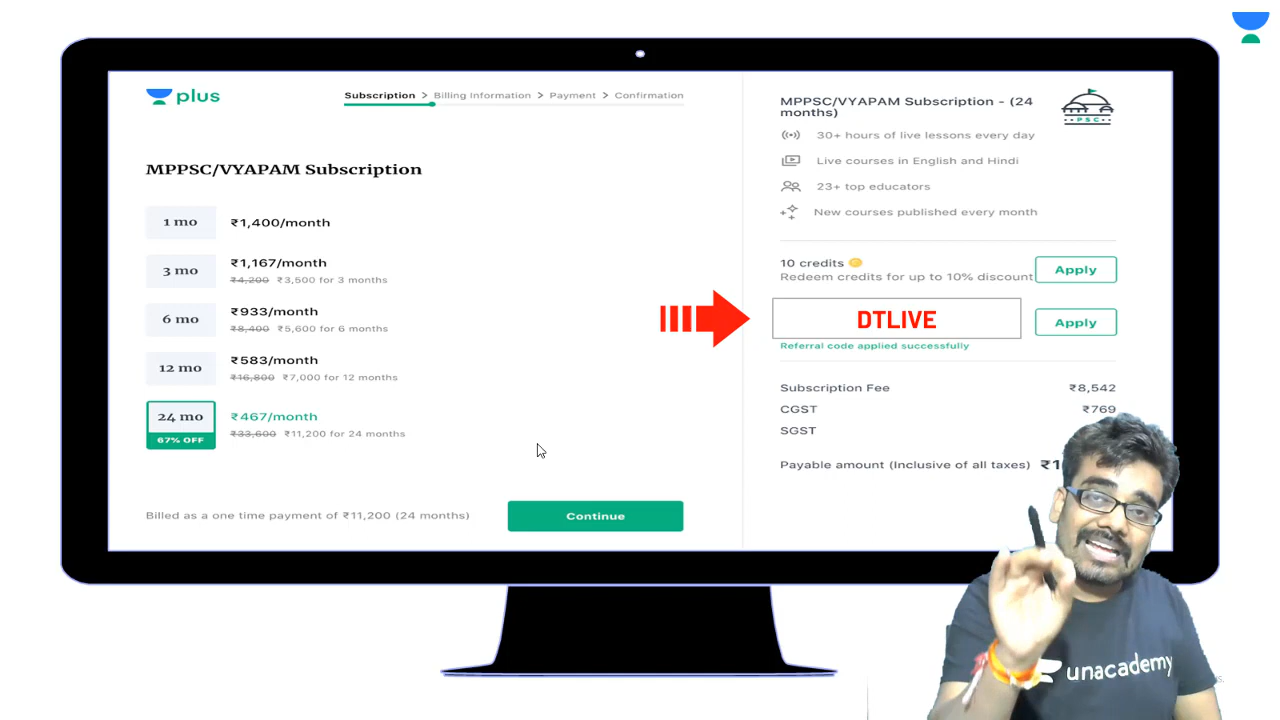 plus
Subscription > Billing Information > Payment > Confirmation
MPPSC/VYAPAM Subscription
1 mo ₹1,400/month
3 mo ₹1,167/month
₹4,200 ₹3,500 for 3 months
6 mo ₹933/month
₹8,400 ₹5,600 for 6 months
12 mo ₹583/month
₹16,800 ₹7,000 for 12 months
24 mo ₹467/month
67% OFF ₹33,600 ₹11,200 for 24 months
Billed as a one time payment of ₹11,200 (24 months) Continue
MPPSC/VYAPAM Subscription - (24
months)
PSC
30+ hours of live lessons every day
Live courses in English and Hindi
23+ top educators
New courses published every month
10 credits
Redeem credits for up to 10% discount Apply
DTLIVE Apply
Referral code applied successfully
Subscription Fee ₹8,542
CGST ₹769
SGST
Payable amount (Inclusive of all taxes)
unacademy